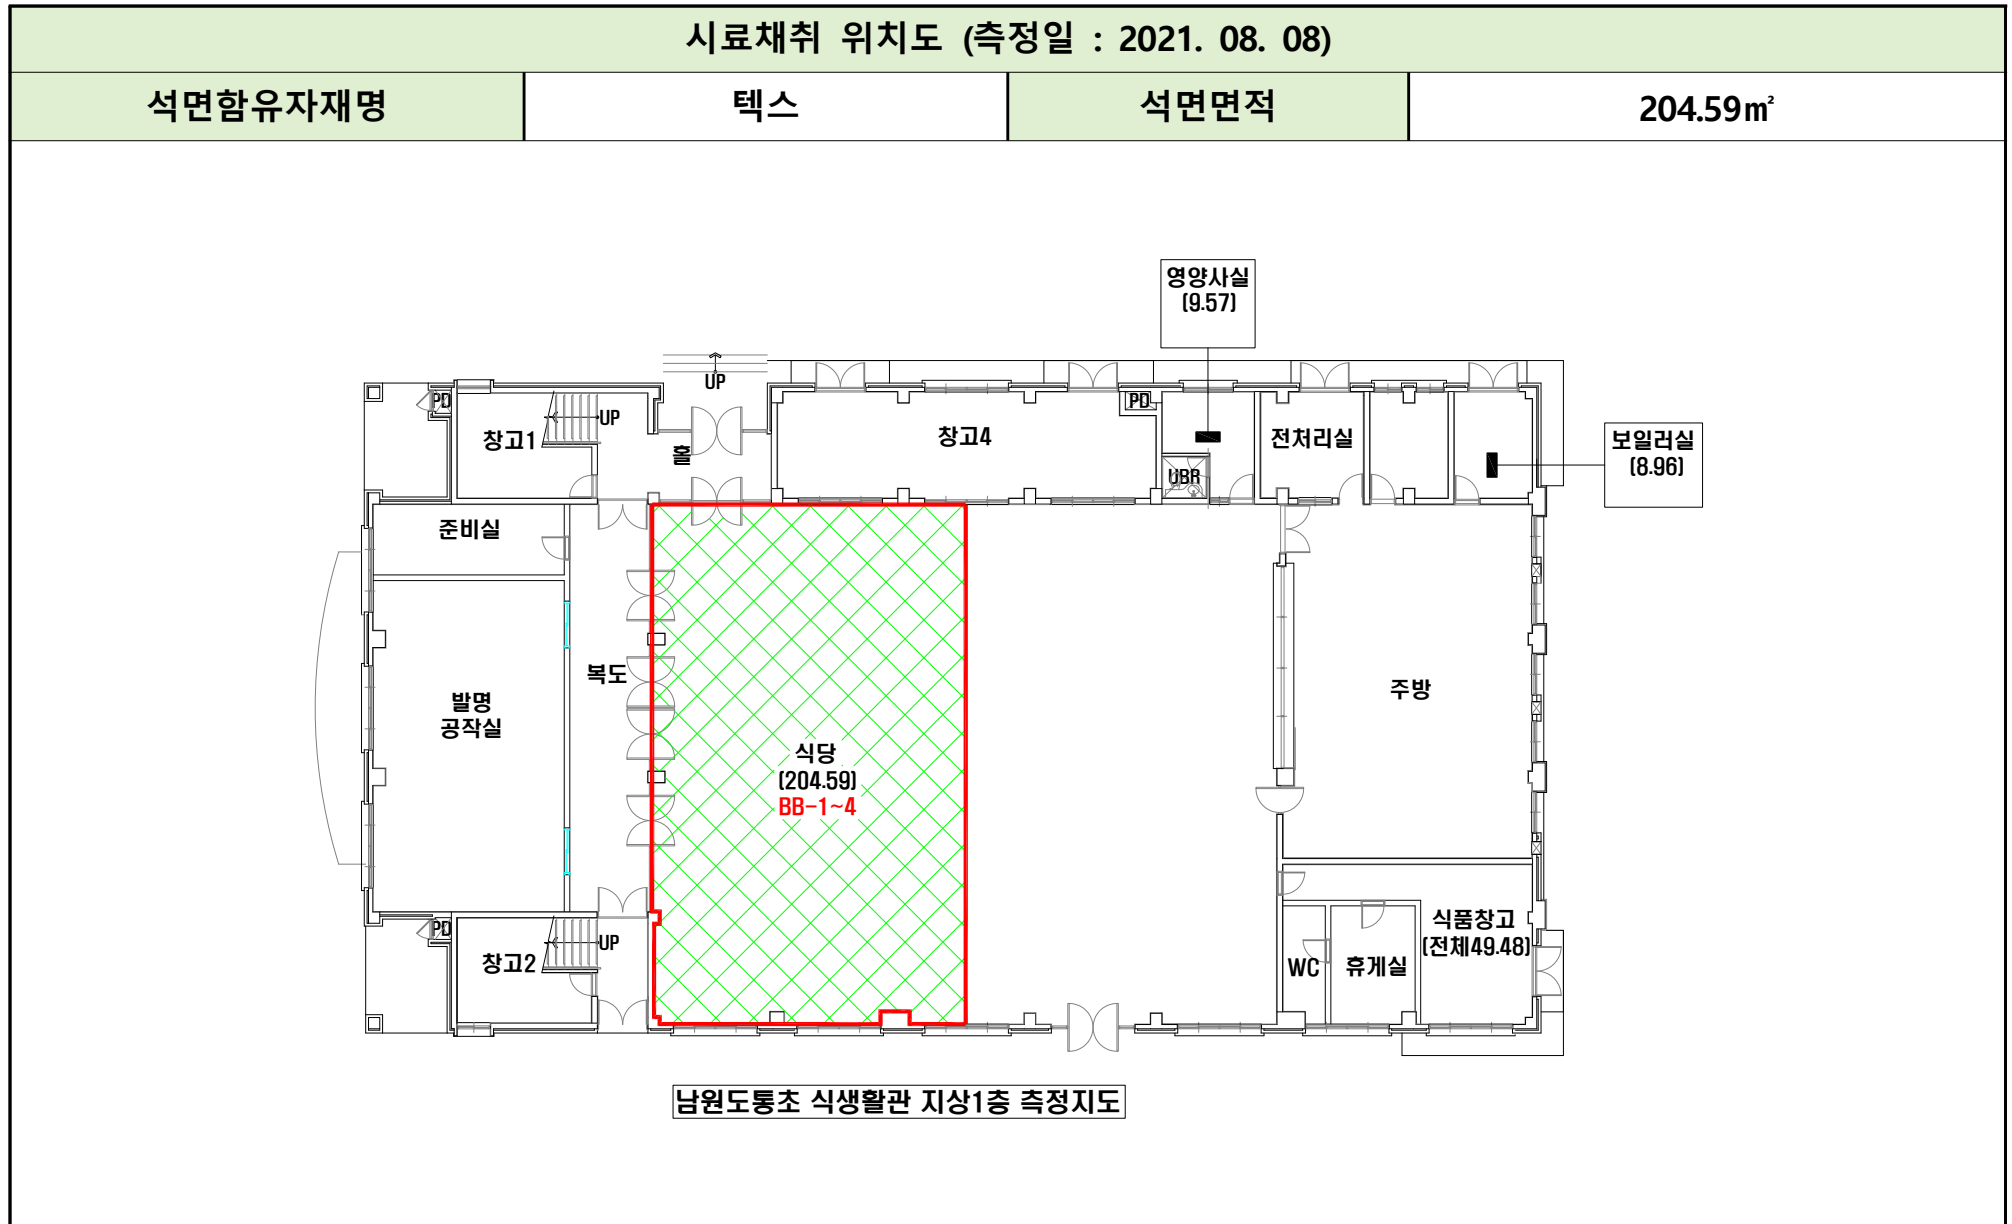 시료채취 위치도 (측정일 : 2021. 08. 08)
석면함유자재명
텍스
석면면적
204.59㎡
영양사실
(9.57)
UP
PD
UP
창고1
홀
창고4
PD
UBR
전처리실
보일러실
(8.96)
준비실
복도
발명
공작실
주방
식당
(204.59)
BB-1~4
PD
UP
창고2
WC
휴게실
식품창고
(전체49.48)
남원도통초 식생활관 지상1층 측정지도